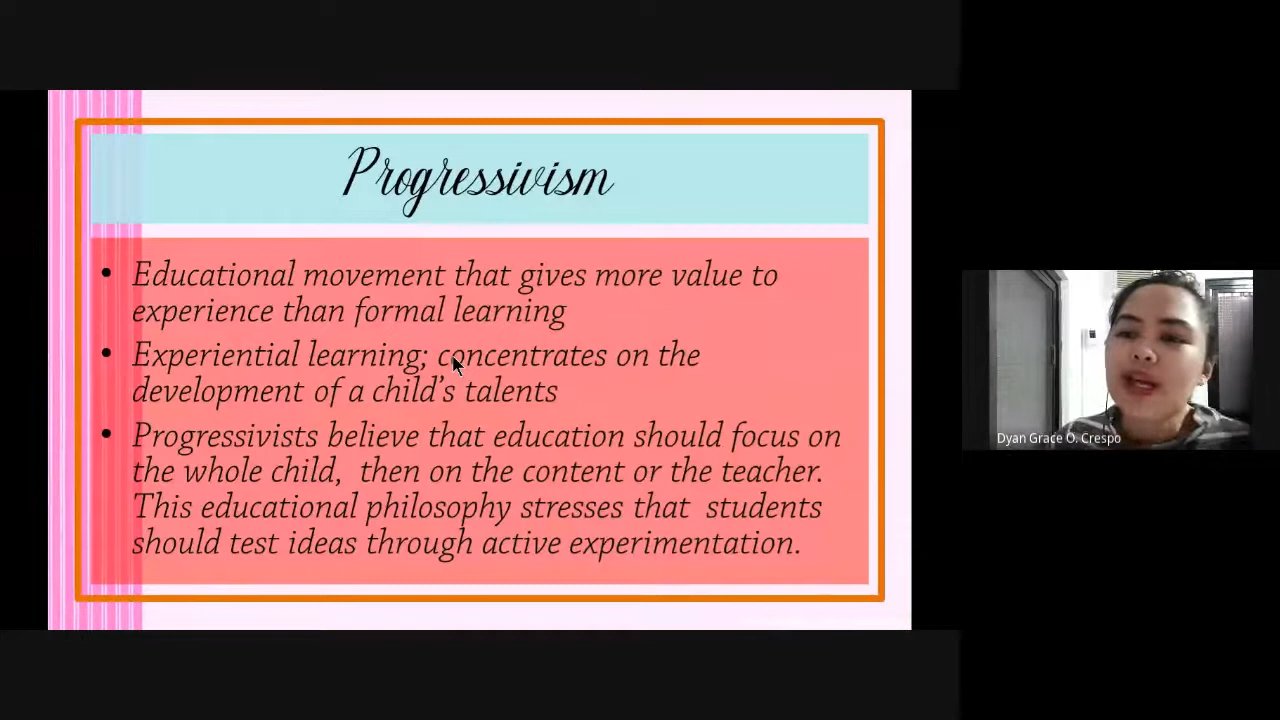 Progressivism
• Educational movement that gives more value to
experience than formal learning
• Experiential learning; concentrates on the
development of a child’s talents
• Progressivists believe that education should focus on
the whole child,  then on the content or the teacher.
This educational philosophy stresses that  students
should test ideas through active experimentation.
Dyan Grace O. Crespo